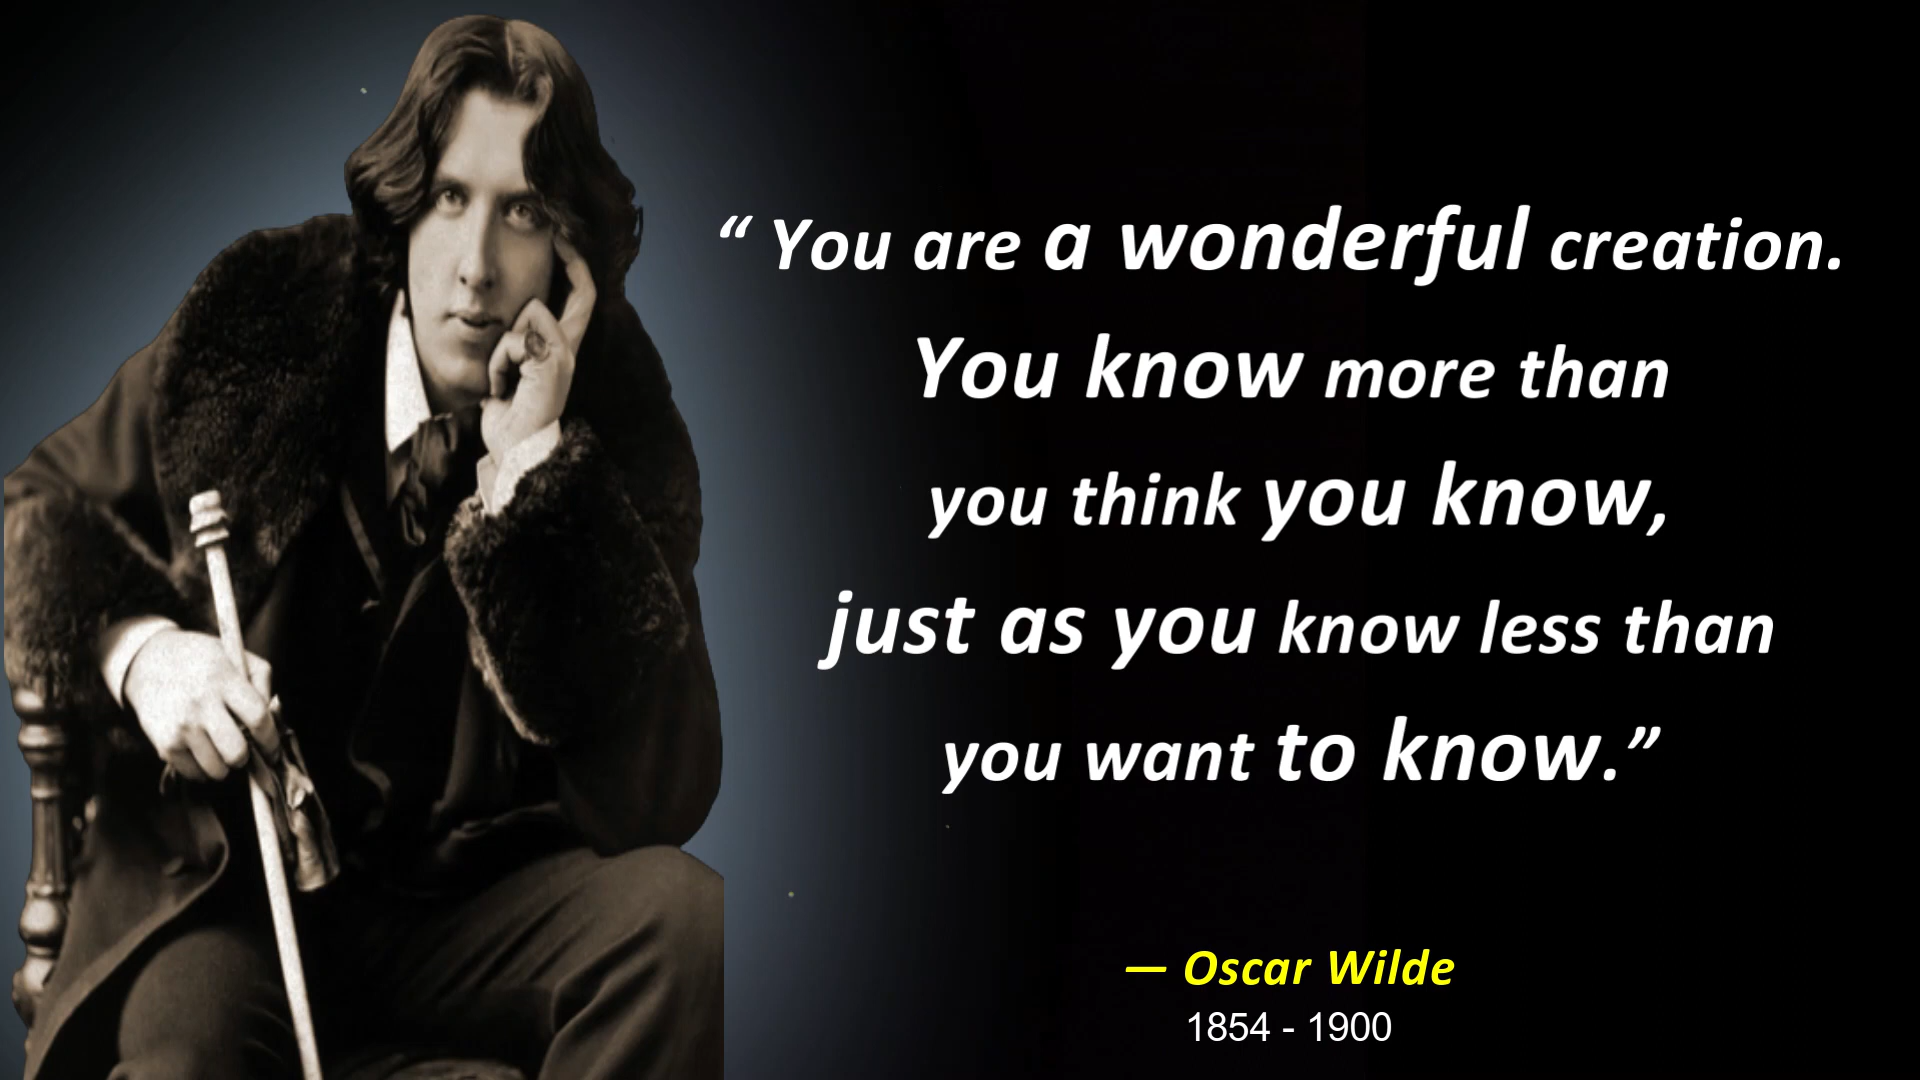 “ You are a wonderful creation.
You know more than
you think you know,
just as you know less than
you want to know.”
— Oscar Wilde
1854 - 1900